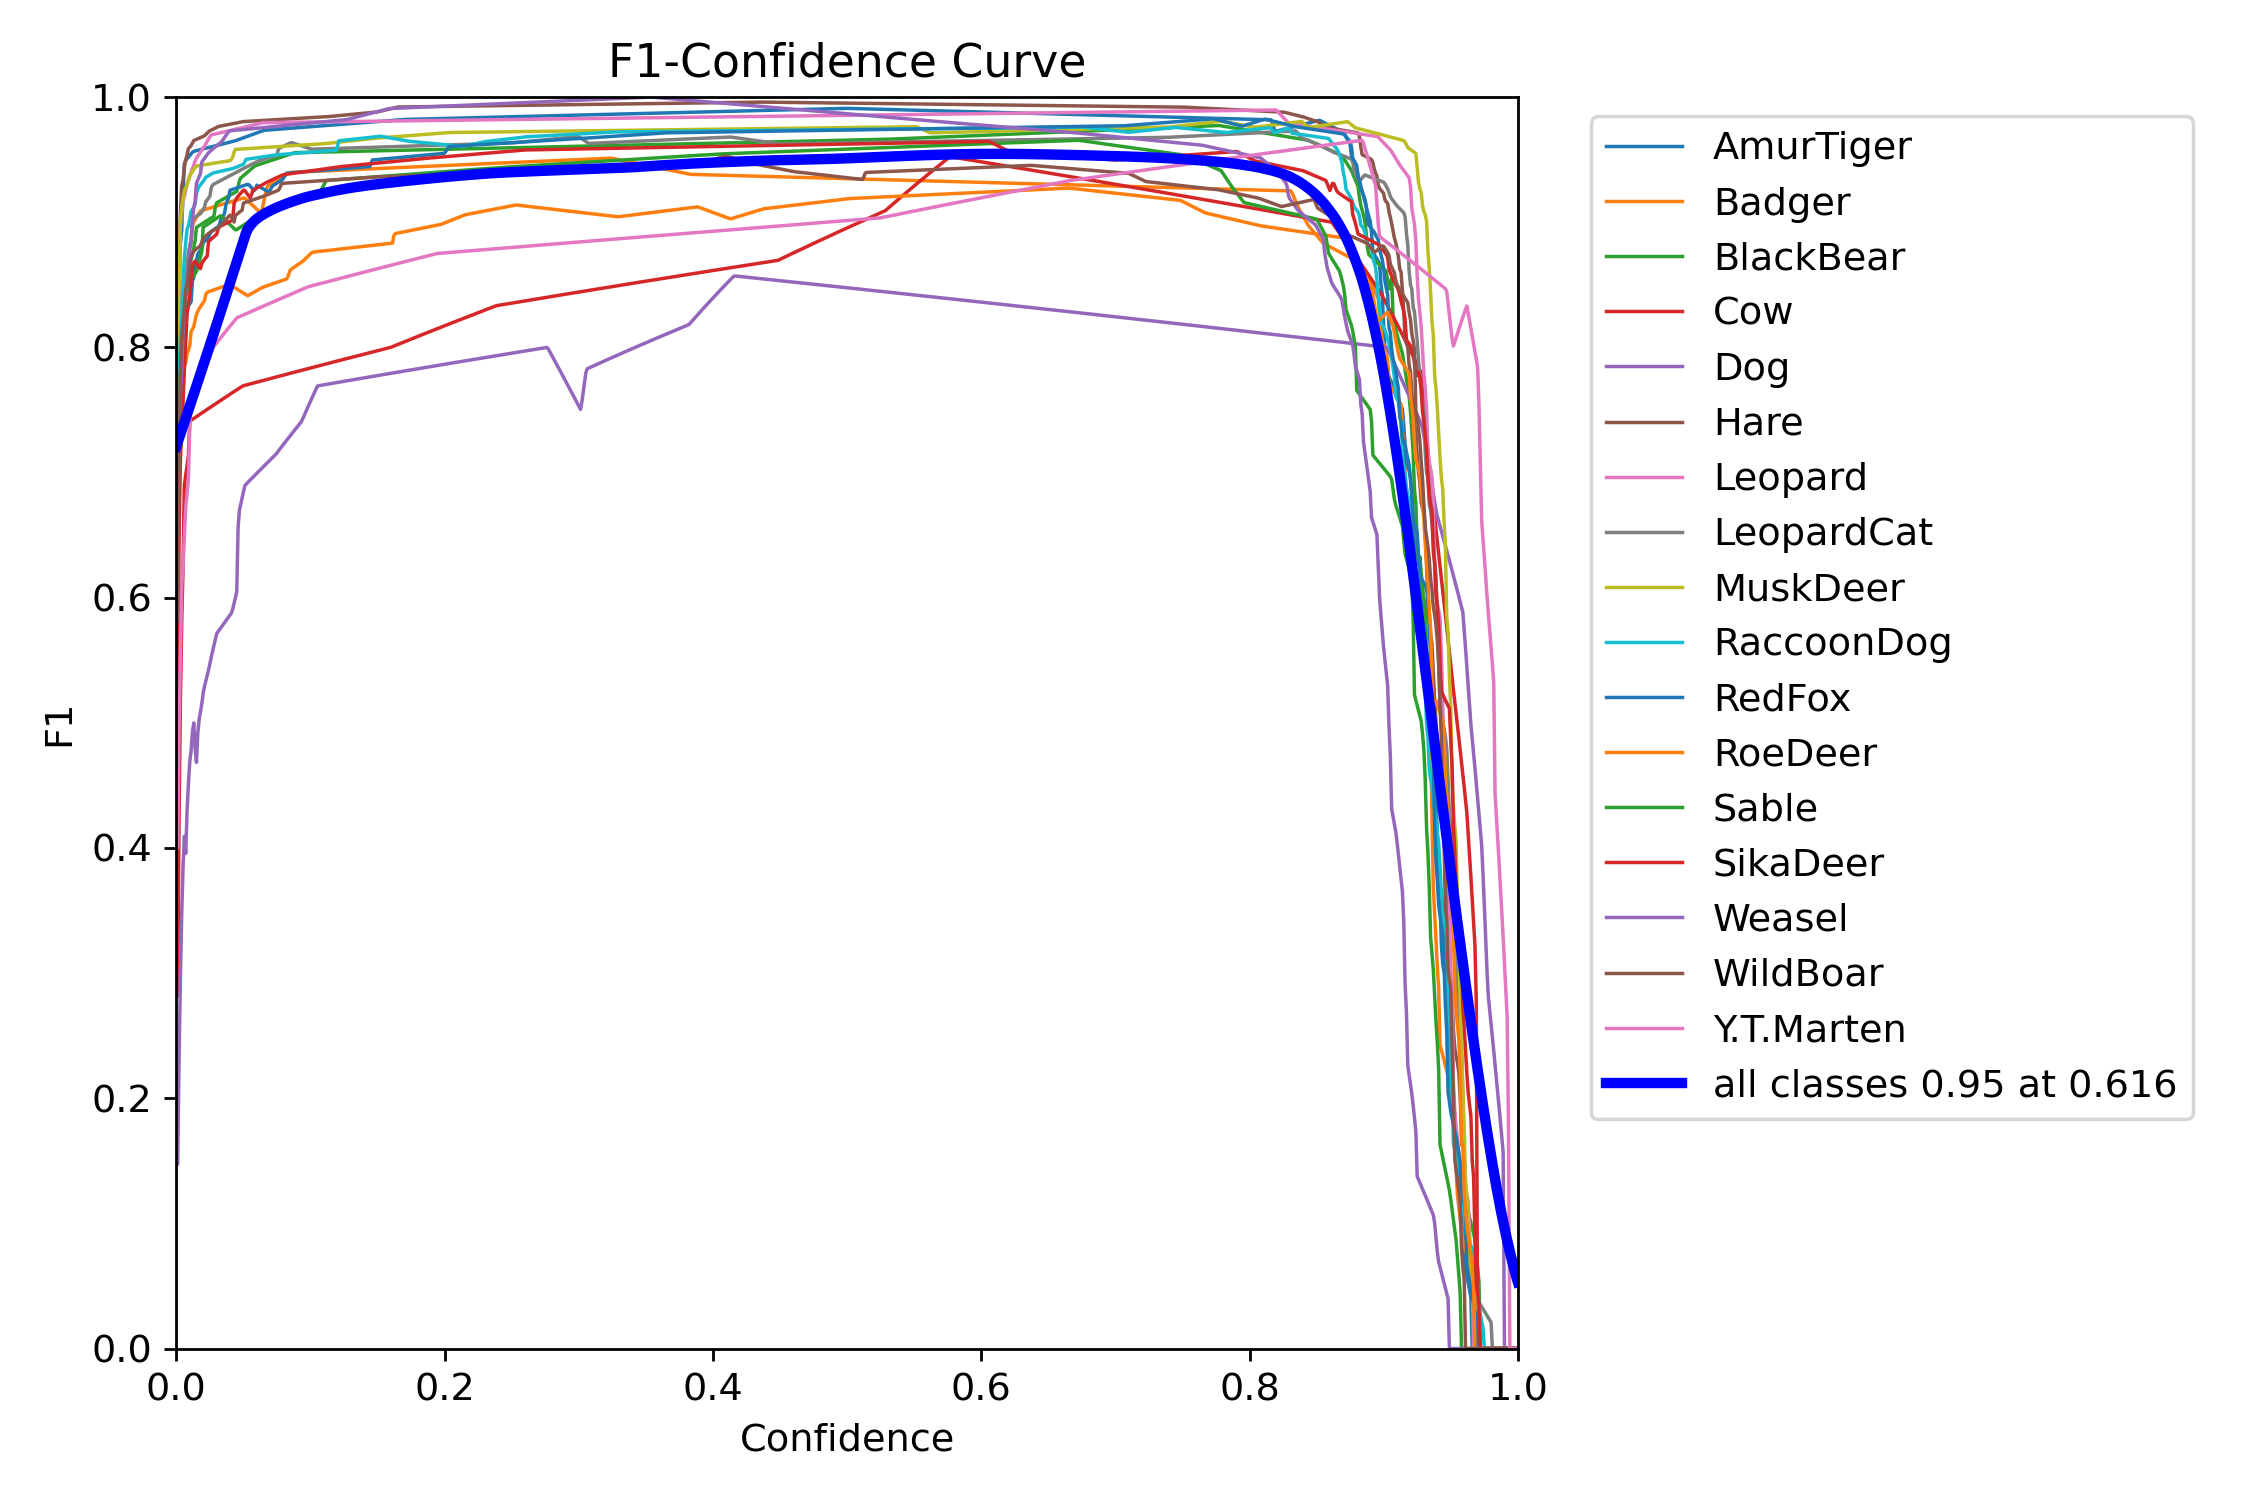 F1-Confidence Curve
1.0
0.8
0.6
0.4
0.2
0.0
F1
0.0 0.2 0.4 0.6 0.8 1.0
Confidence
AmurTiger
Badger
BlackBear
Cow
Dog
Hare
Leopard
LeopardCat
MuskDeer
RaccoonDog
RedFox
RoeDeer
Sable
SikaDeer
Weasel
WildBoar
Y.T.Marten
all classes 0.95 at 0.616